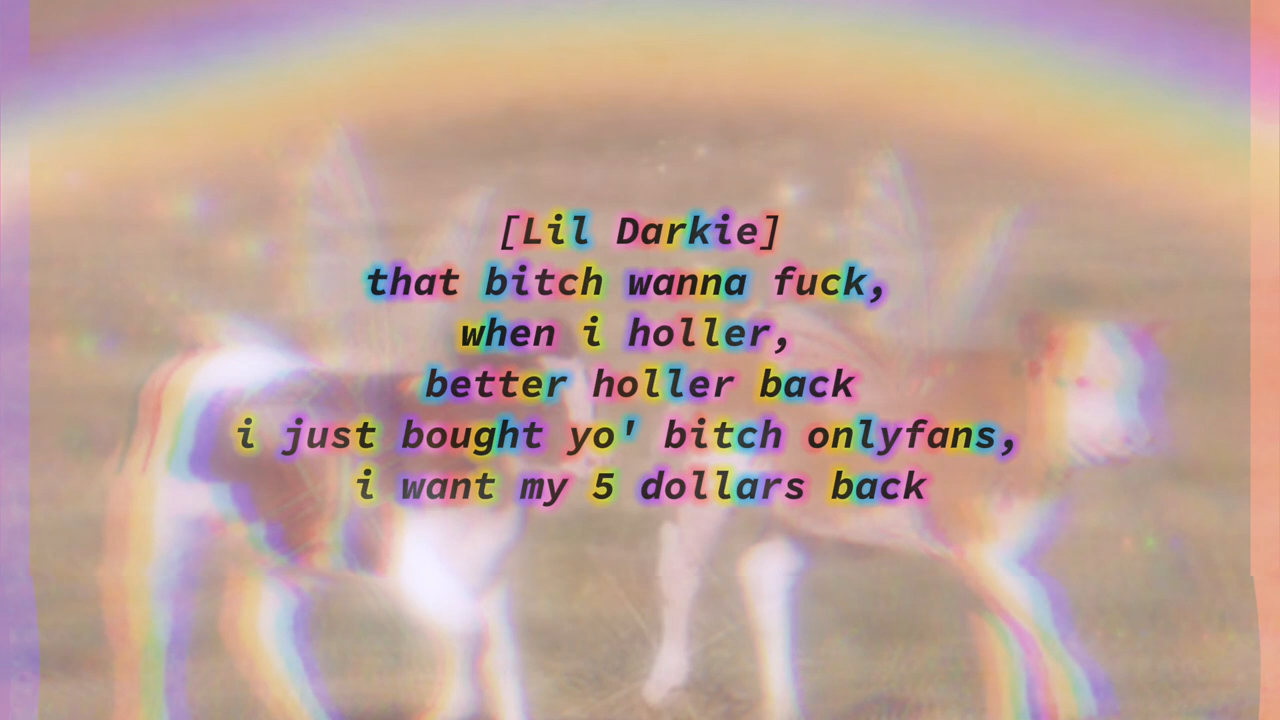 [Lil Darkie]
that bitch wanna fuck,
when i holler,
better holler back
i just bought yo' bitch onlyfans,
i want my 5 dollars back